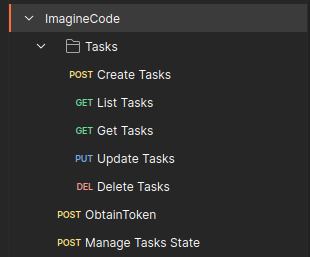 ImagineCode
Tasks
POST Create Tasks
GET List Tasks
GET Get Tasks
PUT Update Tasks
DEL Delete Tasks
POST ObtainToken
POST Manage Tasks State